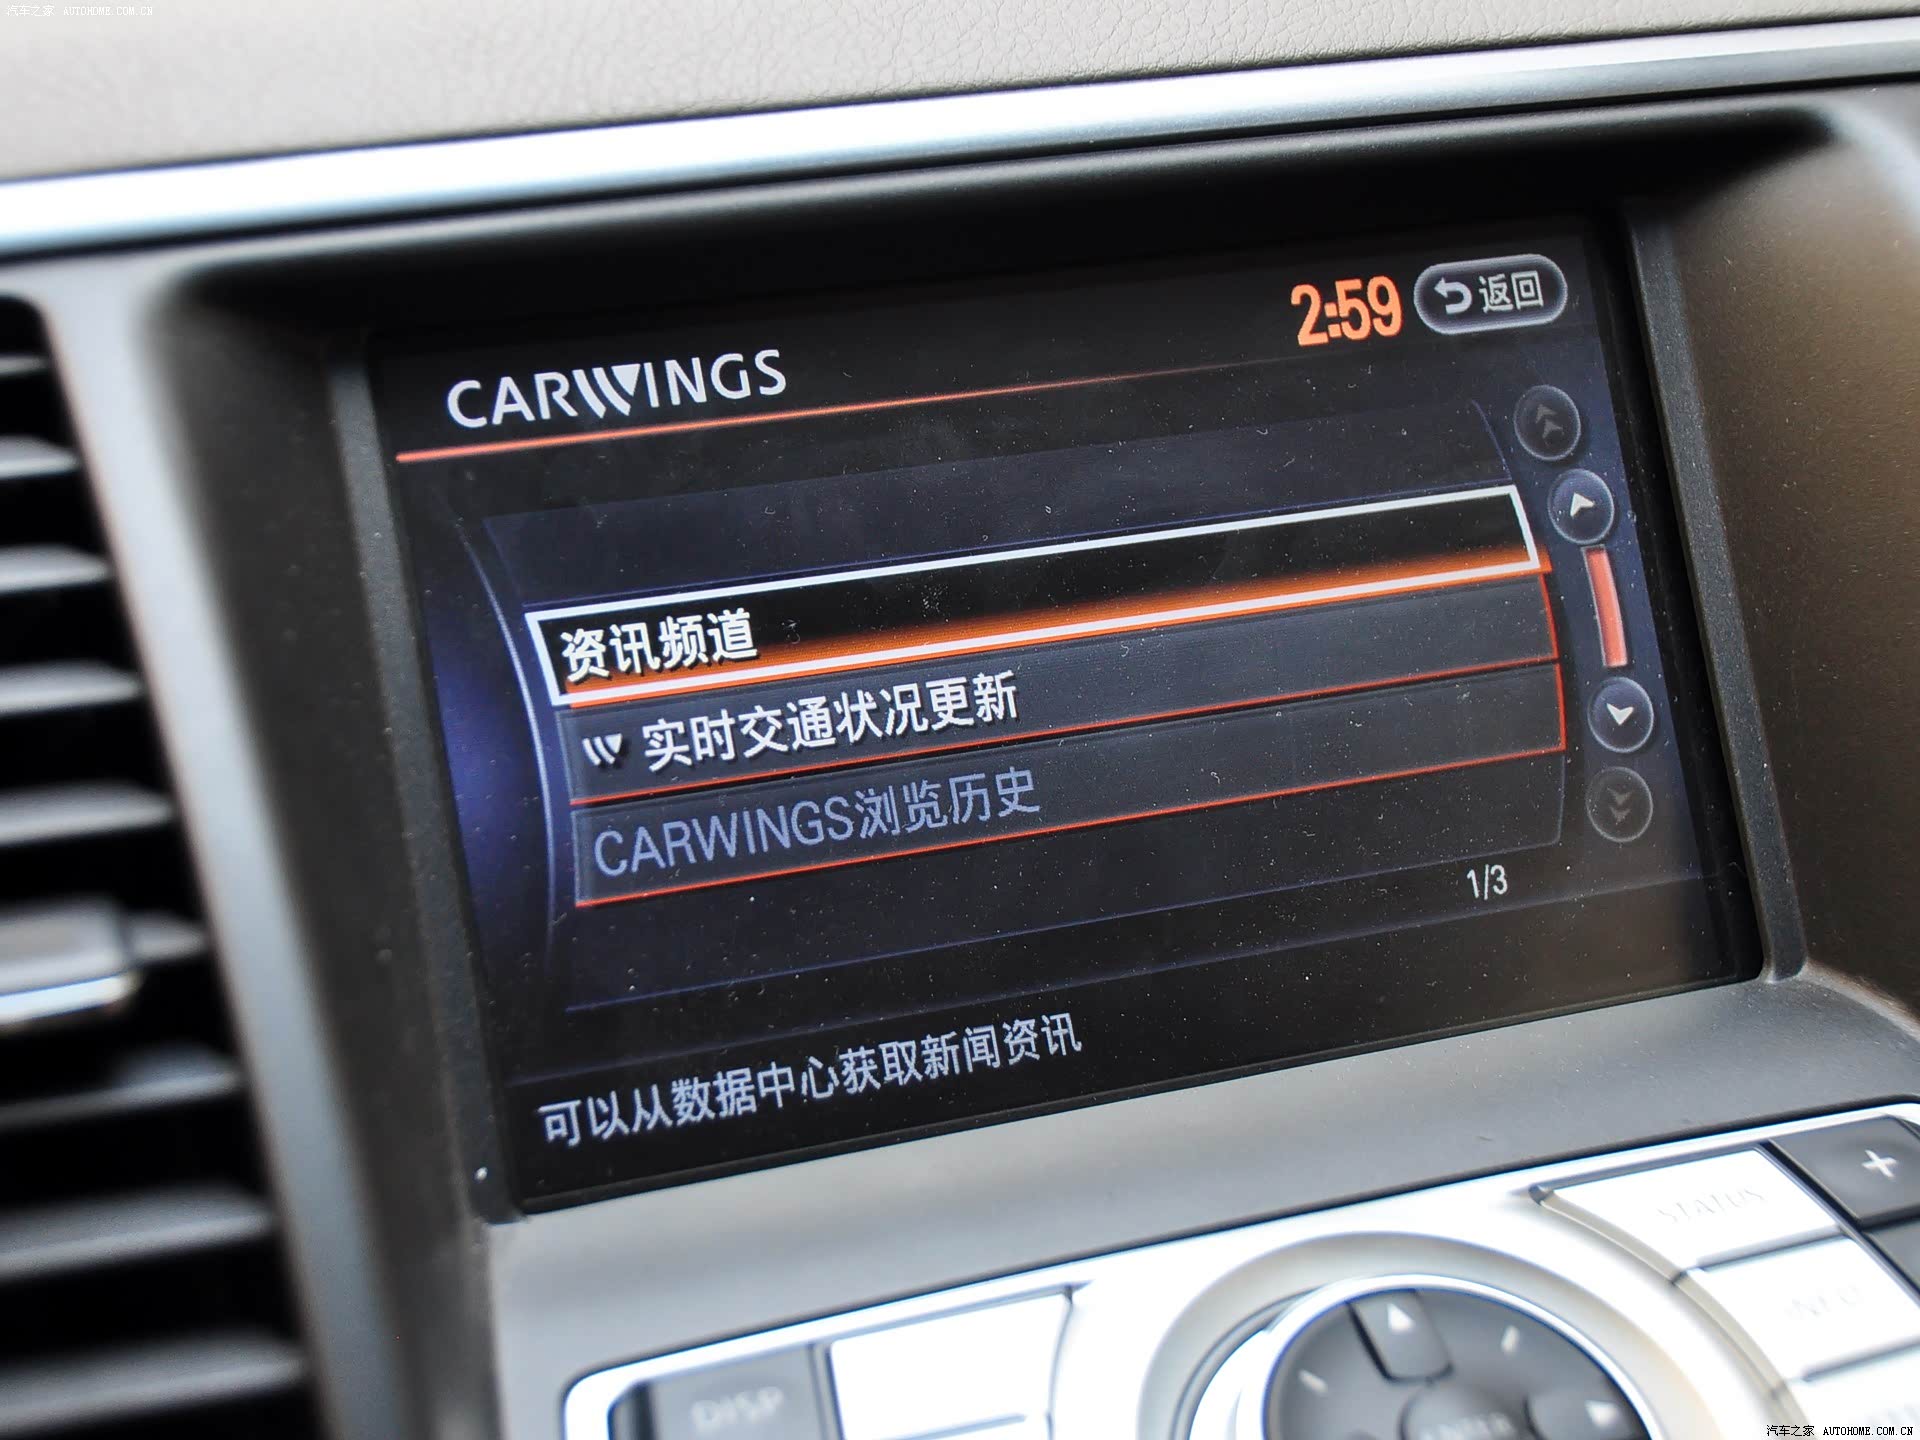 汽车之家 AUTOHOME.COM.CN
2:59 返回
CARWINGS
资讯频道
实时交通状况更新
CARWINGS浏览历史
1/3
可以从数据中心获取新闻资讯
STATUS
+
INFO
DISP
ENTER
汽车之家 AUTOHOME.COM.CN